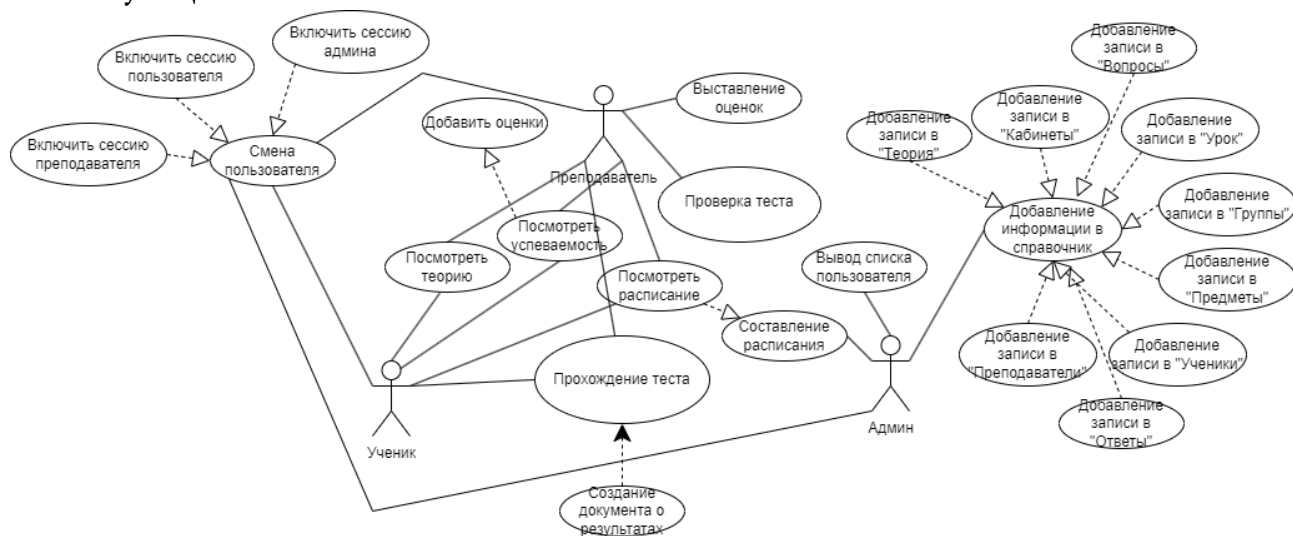 Включить сессию
админа
Включить сессию
пользователя
Включить сессию
преподавателя
Смена
пользователя
Добавить оценки
Преподаватель
Выставление
оценок
Проверка теста
Посмотреть
теорию
Посмотреть
успеваемость
Посмотреть
расписание
Составление
расписания
Вывод списка
пользователя
Прохождение теста
Ученик
Админ
Создание
документа о
результатах
Добавление
записи в
"Вопросы"
Добавление
записи в
"Кабинеты"
Добавление
записи в
"Теория"
Добавление
записи в "Урок"
Добавление
информации в
справочник
Добавление
записи в "Группы"
Добавление
записи в
"Предметы"
Добавление
записи в
"Преподаватели"
Добавление
записи в "Ученики"
Добавление
записи в
"Ответы"